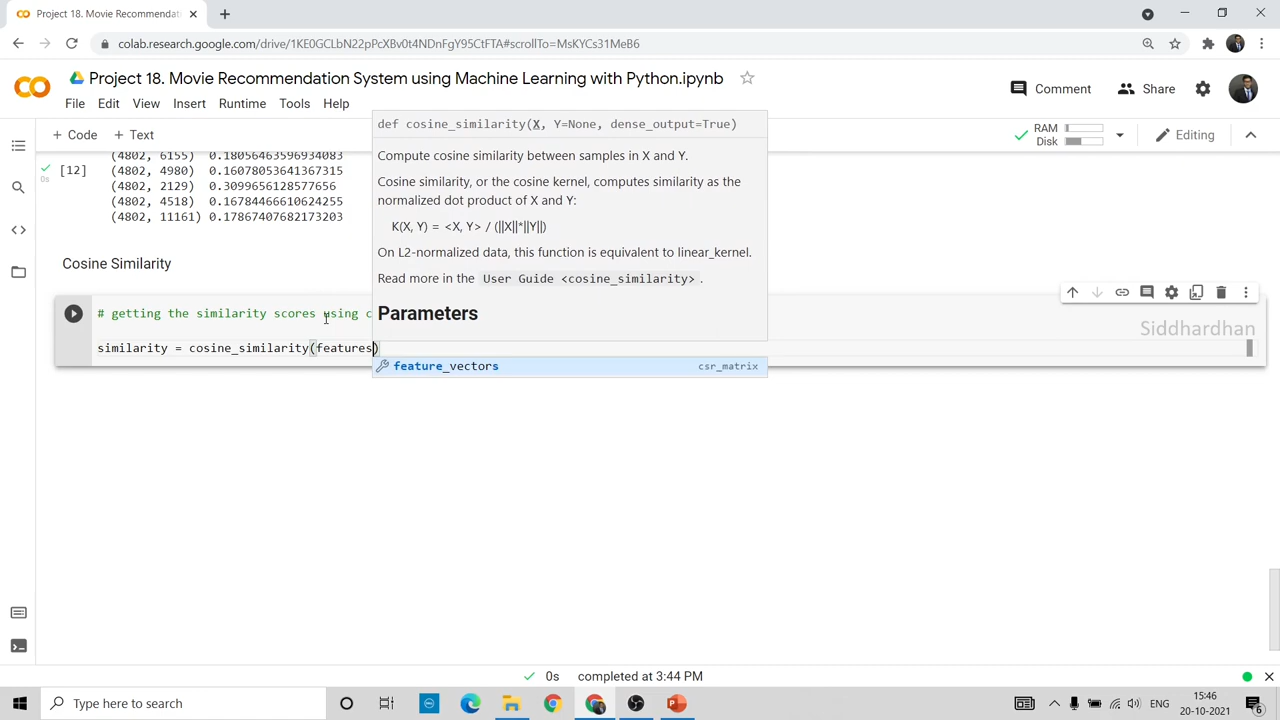 Project 18. Movie Recommendat
colab.research.google.com/drive/1KE0GCLbN22pPcXBv0t4NDnFgY95CtFTA#scrollTo=MsKYCs31MeB6
Project 18. Movie Recommendation System using Machine Learning with Python.ipynb
Comment
Share
File Edit View Insert Runtime Tools Help
+ Code + Text
RAM
Disk
Editing
def cosine_similarity(X, Y=None, dense_output=True)
Compute cosine similarity between samples in X and Y.
Cosine similarity, or the cosine kernel, computes similarity as the
normalized dot product of X and Y:
K(X, Y) = <X, Y> / (||X||*||Y||)
On L2-normalized data, this function is equivalent to linear_kernel.
Read more in the User Guide <cosine_similarity> .
Parameters
(4802, 6155) 0.18056463596934083
[12]
0s
(4802, 4980) 0.16078053641367315
(4802, 2129) 0.3099656128577656
(4802, 4518) 0.16784466610624255
(4802, 11161) 0.17867407682173203
Cosine Similarity
# getting the similarity scores using c
Siddhardhan
similarity = cosine_similarity(features)
feature_vectors csr_matrix
0s completed at 3:44 PM
Type here to search
ENG
15:46
20-10-2021
6